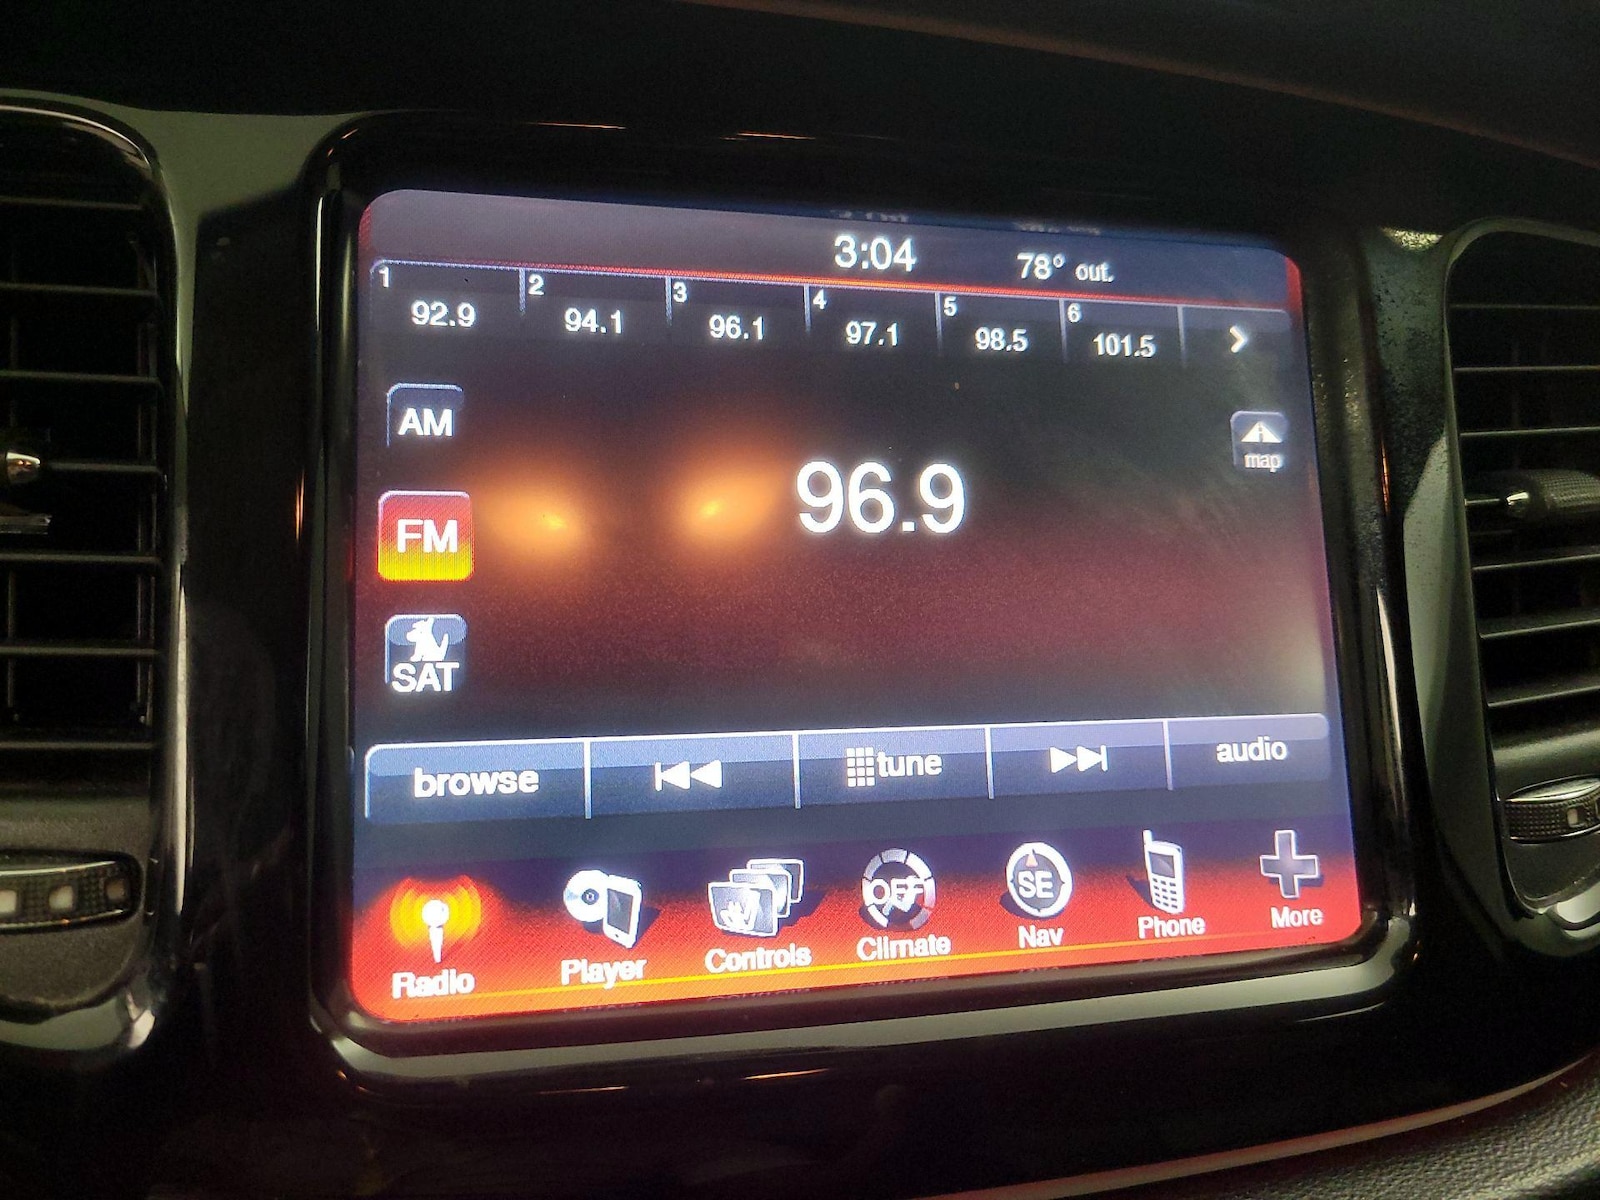 3:04 78° out.
1 2 3 4 5 6
92.9 94.1 96.1 97.1 98.5 101.5
AM
map
96.9
FM
SAT
browse tune audio
OFF SE
Radio Player Controls Climate Nav Phone More